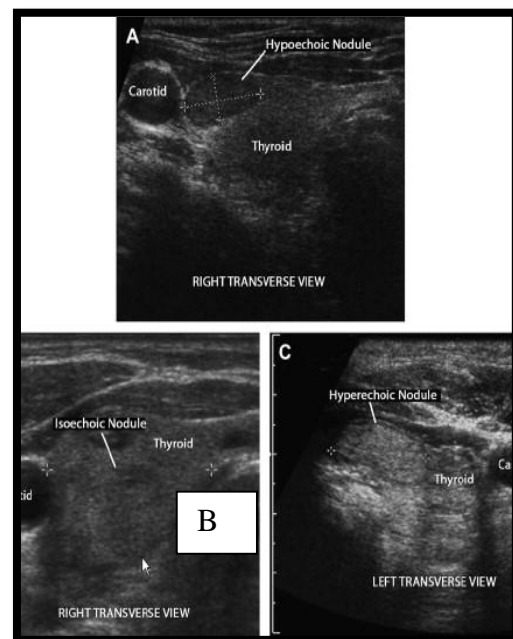 A
Hypoechoic Nodule
Carotid
Thyroid
RIGHT TRANSVERSE VIEW
Isoechoic Nodule
Thyroid
tid
B
RIGHT TRANSVERSE VIEW
C
Hyperechoic Nodule
Thyroid
Ca
LEFT TRANSVERSE VIEW